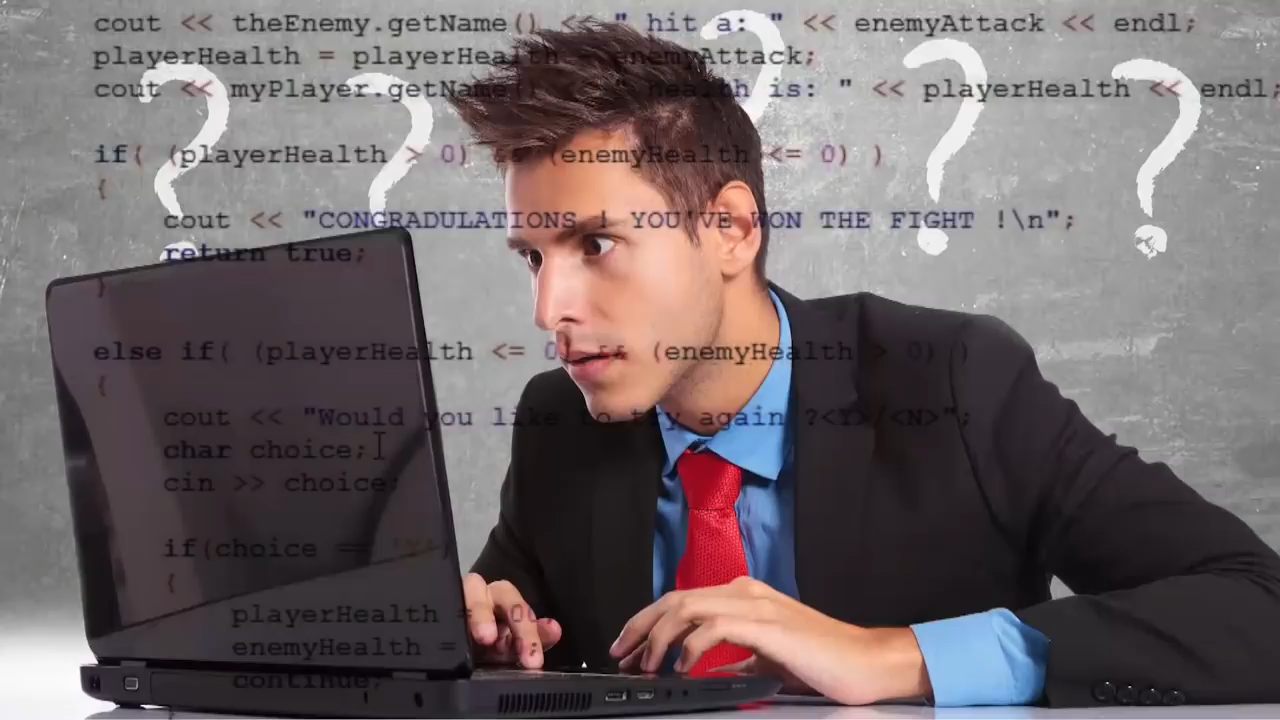 cout << theEnemy.getName() << " hit a: " << enemyAttack << endl;
playerHealth = playerHealth - enemyAttack;
cout << myPlayer.getName() << " health is: " << playerHealth << endl;
? ? ? ? ?
if( (playerHealth > 0) && (enemyHealth <= 0) )
{
cout << "CONGRADULATIONS ! YOU'VE WON THE FIGHT !\n";
return true;
}
else if( (playerHealth <= 0) && (enemyHealth > 0) )
{
cout << "Would you like to try again ?<Y>/<N>";
char choice;
cin >> choice;
if(choice == 'Y')
{
playerHealth =
enemyHealth =
continue;